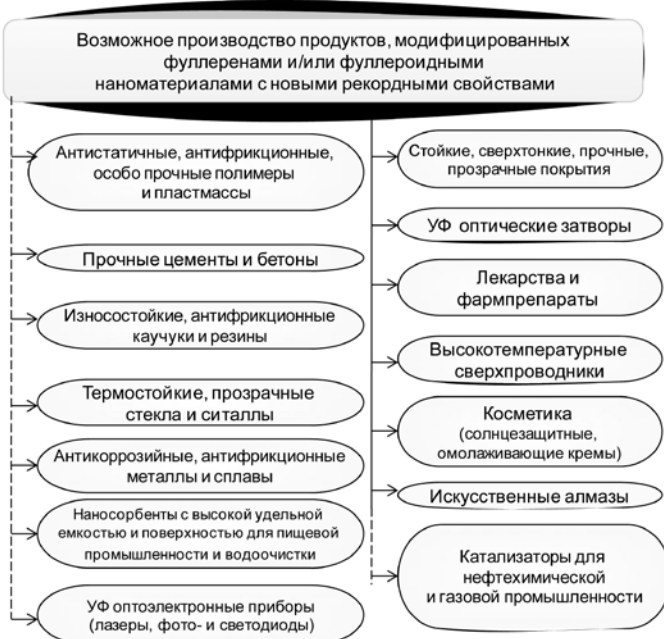 Возможное производство продуктов, модифицированных
фуллеренами и/или фуллероидными
наноматериалами с новыми рекордными свойствами
Антистатичные, антифрикционные,
особо прочные полимеры
и пластмассы
Прочные цементы и бетоны
Износостойкие, антифрикционные
каучуки и резины
Термостойкие, прозрачные
стекла и ситаллы
Антикоррозийные, антифрикционные
металлы и сплавы
Наносорбенты с высокой удельной
емкостью и поверхностью для пищевой
промышленности и водоочистки
УФ оптоэлектронные приборы
(лазеры, фото- и светодиоды)
Стойкие, сверхтонкие, прочные,
прозрачные покрытия
УФ оптические затворы
Лекарства и
фармпрепараты
Высокотемпературные
сверхпроводники
Косметика
(солнцезащитные,
омолаживающие кремы)
Искусственные алмазы
Катализаторы для
нефтехимической
и газовой промышленности